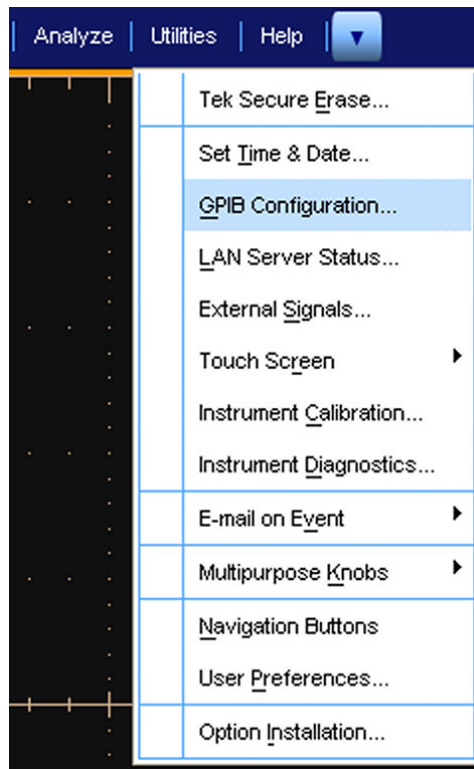 Analyze | Utilities | Help | ▼
Tek Secure Erase...
Set Time & Date...
GPIB Configuration...
LAN Server Status...
External Signals...
Touch Screen
Instrument Calibration...
Instrument Diagnostics...
E-mail on Event
Multipurpose Knobs
Navigation Buttons
User Preferences...
Option Installation...